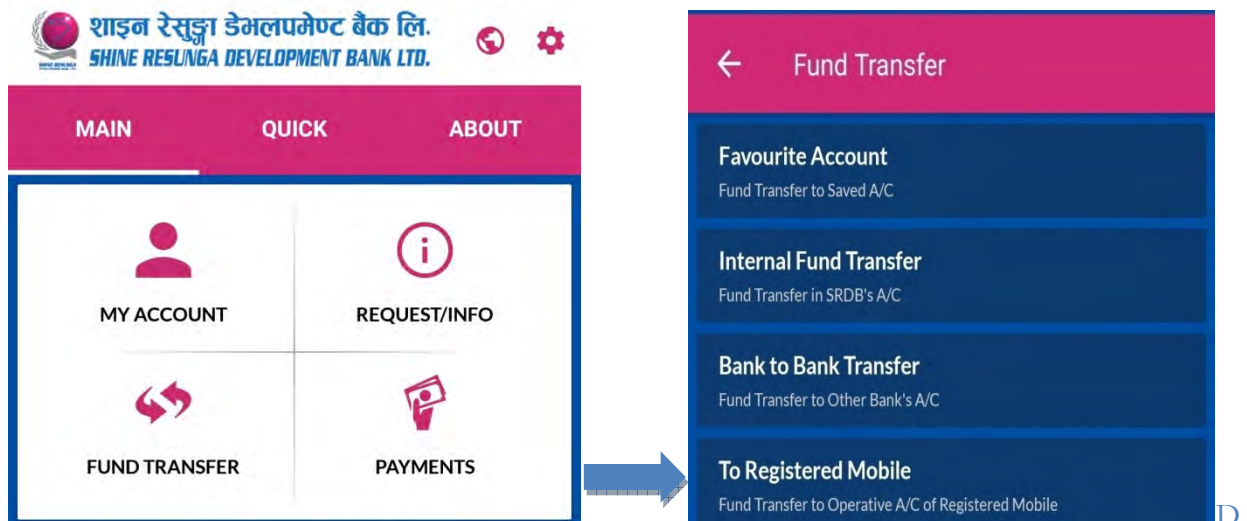 शाइन रेसुङ्गा डेभलपमेण्ट बैंक लि.
SHINE RESUNGA DEVELOPMENT BANK LTD.
MAIN QUICK ABOUT
MY ACCOUNT REQUEST/INFO
FUND TRANSFER PAYMENTS
Fund Transfer
Favourite Account
Fund Transfer to Saved A/C
Internal Fund Transfer
Fund Transfer in SRDB's A/C
Bank to Bank Transfer
Fund Transfer to Other Bank's A/C
To Registered Mobile
Fund Transfer to Operative A/C of Registered Mobile